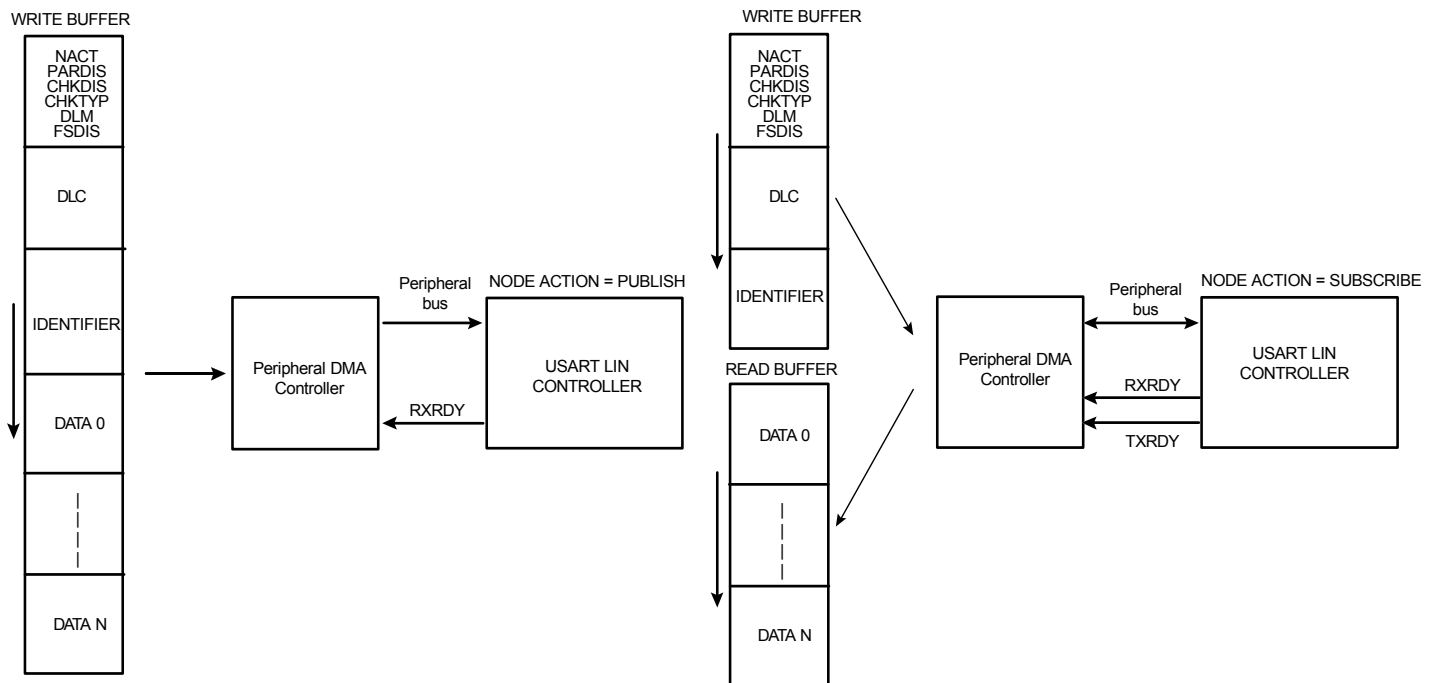 WRITE BUFFER
NACT
PARDIS
CHKDIS
CHKTYP
DLM
FSDIS
DLC
IDENTIFIER
DATA 0
DATA N
Peripheral DMA
Controller
Peripheral
bus
RXRDY
NODE ACTION = PUBLISH
USART LIN
CONTROLLER
WRITE BUFFER
NACT
PARDIS
CHKDIS
CHKTYP
DLM
FSDIS
DLC
IDENTIFIER
READ BUFFER
DATA 0
DATA N
Peripheral DMA
Controller
Peripheral
bus
RXRDY
TXRDY
NODE ACTION = SUBSCRIBE
USART LIN
CONTROLLER